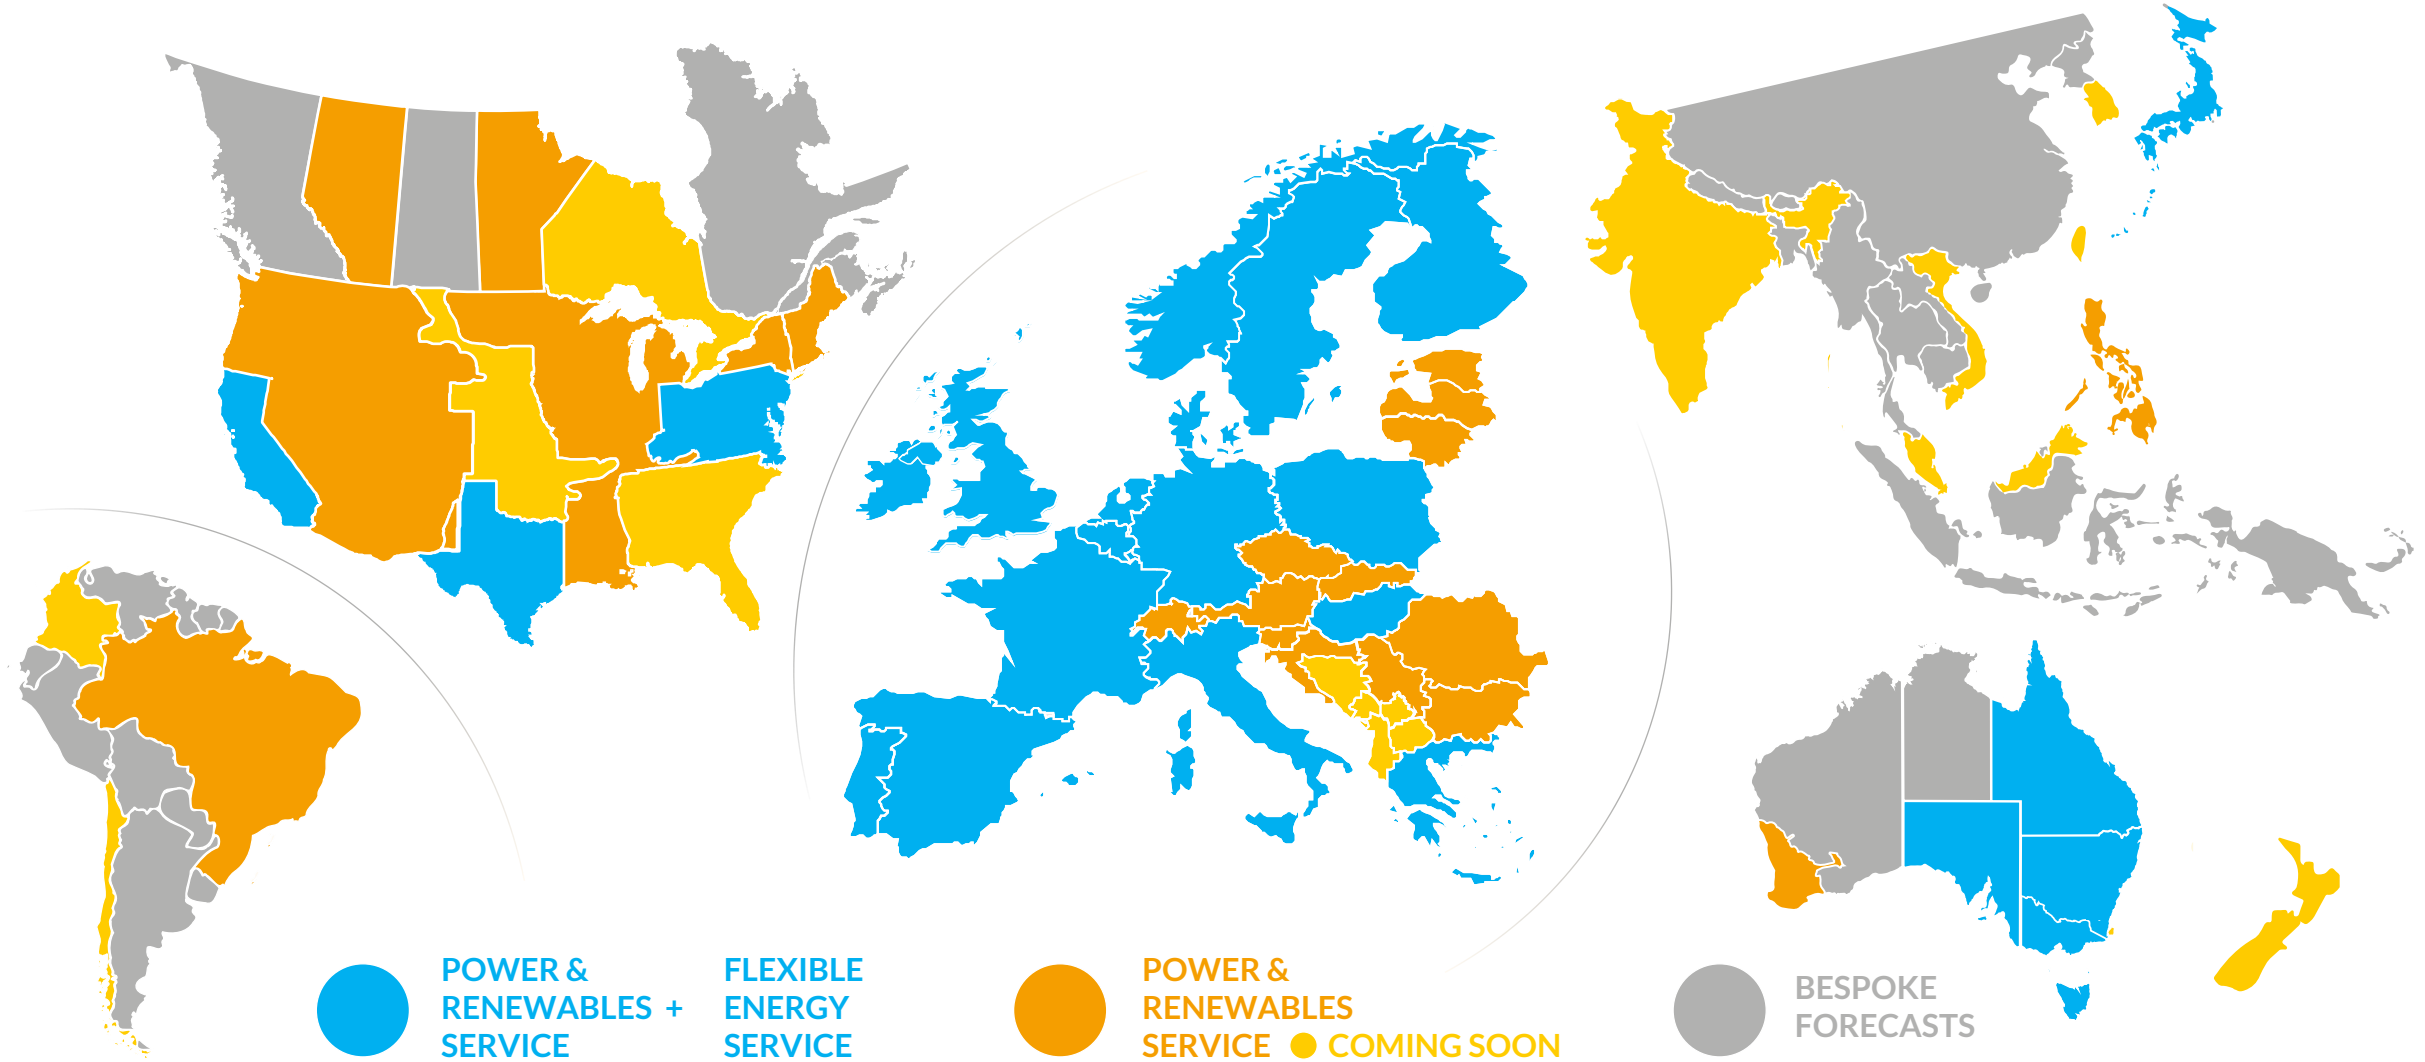 POWER &
RENEWABLES +
SERVICE
FLEXIBLE
ENERGY
SERVICE
POWER &
RENEWABLES
SERVICE
COMING SOON
BESPOKE
FORECASTS